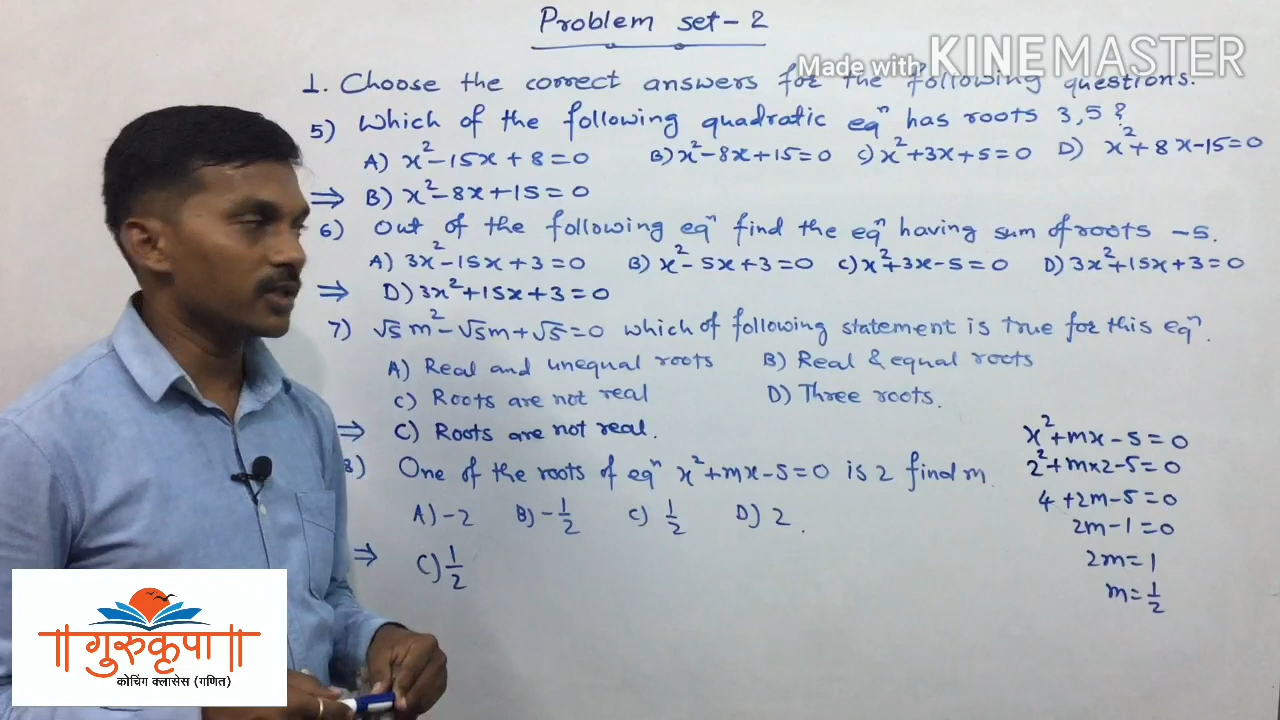 Problem set-2
Made with KINEMASTER
1. Choose the correct answers for the following questions.
5) Which of the following quadratic eqⁿ has roots 3,5 ?
A) x²-15x+8=0 B) x²-8x+15=0 C) x²+3x+5=0 D) x²+8x-15=0
⇒ B) x²-8x+15=0
6) Out of the following eqⁿ find the eqⁿ having sum of roots -5.
A) 3x²-15x+3=0 B) x²-5x+3=0 C) x²+3x-5=0 D) 3x²+15x+3=0
⇒ D) 3x²+15x+3=0
7) √5 m²-√5m+√5=0 which of following statement is true for this eqⁿ.
A) Real and unequal roots B) Real & equal roots
C) Roots are not real D) Three roots.
⇒ C) Roots are not real.
8) One of the roots of eqⁿ x²+mx-5=0 is 2 find m.
A) -2 B) -1/2 C) 1/2 D) 2.
⇒ C) 1/2
x²+mx-5=0
2²+m×2-5=0
4+2m-5=0
2m-1=0
2m=1
m=1/2
॥ गुरुकृपा ॥
कोचिंग क्लासेस (गणित)